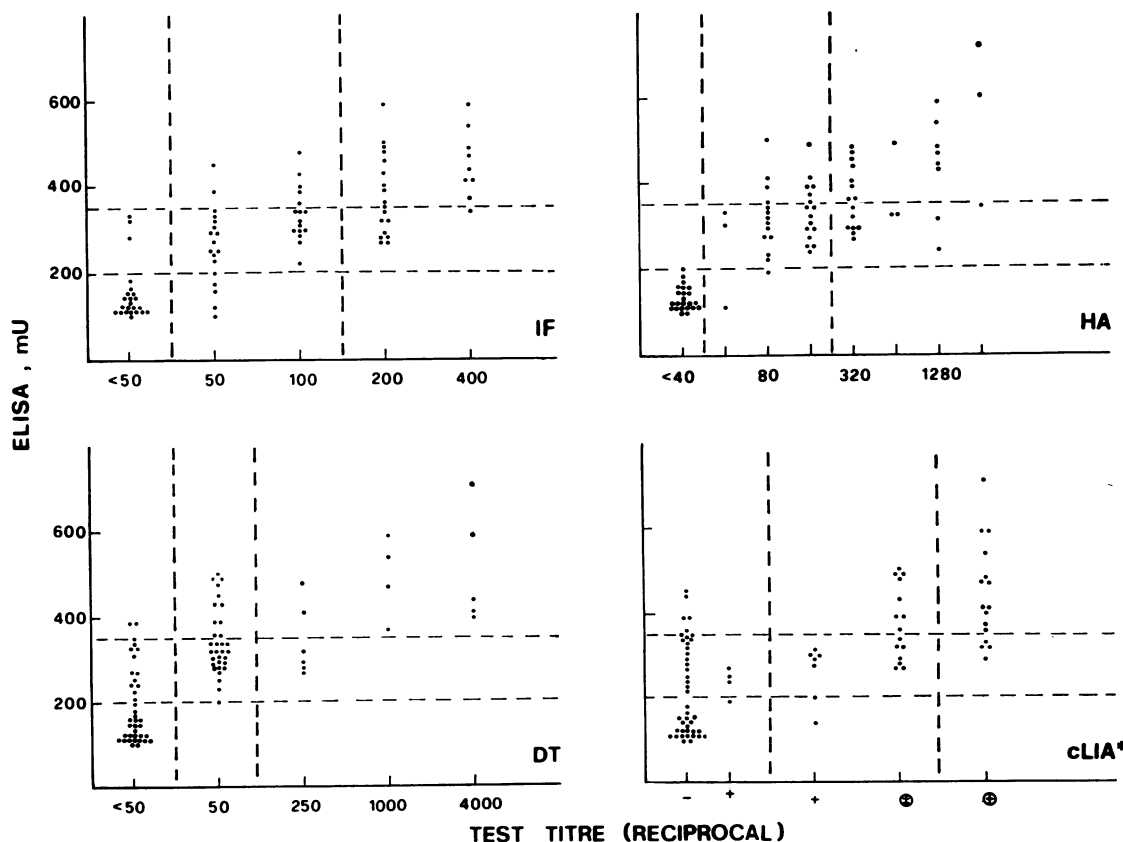 600
400
200
IF
<50 50 100 200 400
HA
<40 80 320 1280
ELISA, mU
600
400
200
DT
<50 50 250 1000 4000
cLIA*
- + + ⊕
TEST TITRE (RECIPROCAL)